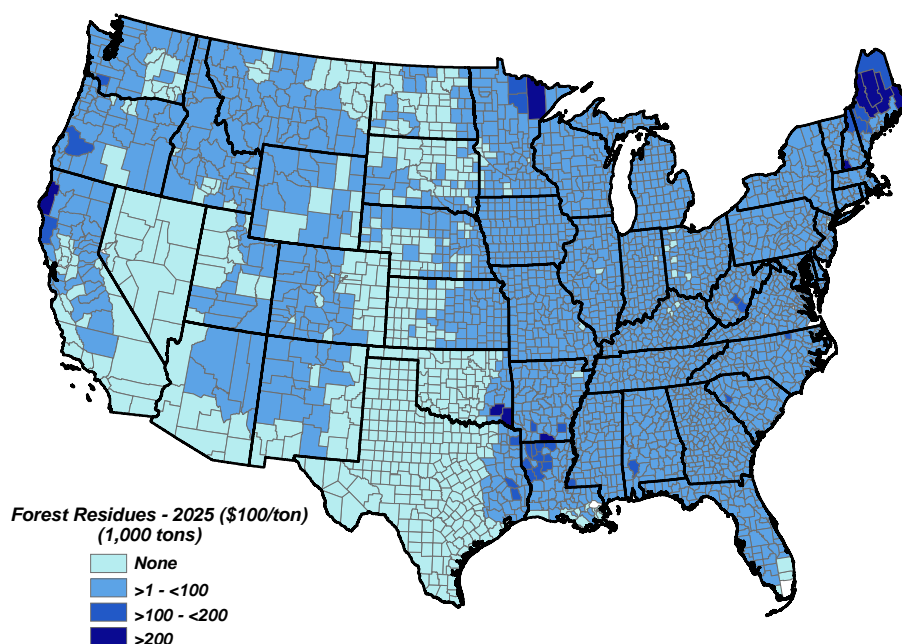 Forest Residues - 2025 ($100/ton)
(1,000 tons)
None
>1 - <100
>100 - <200
>200